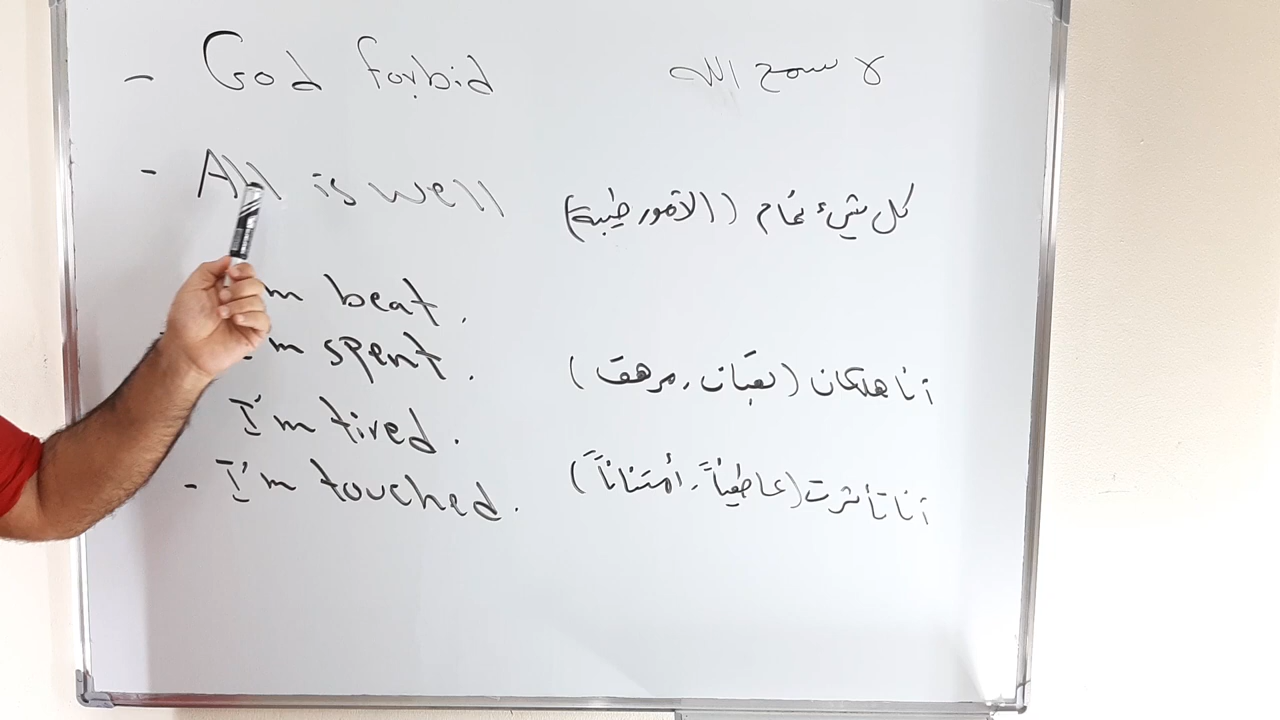 - God forbid لا سمح الله
- All is well كل شيء تمام (الأمور طيبة)
m beat.
I'm spent. أنا هلكان (تعبان، مرهق)
I'm tired.
- I'm touched. أنا تأثرت (عاطفياً، أمتناناً)